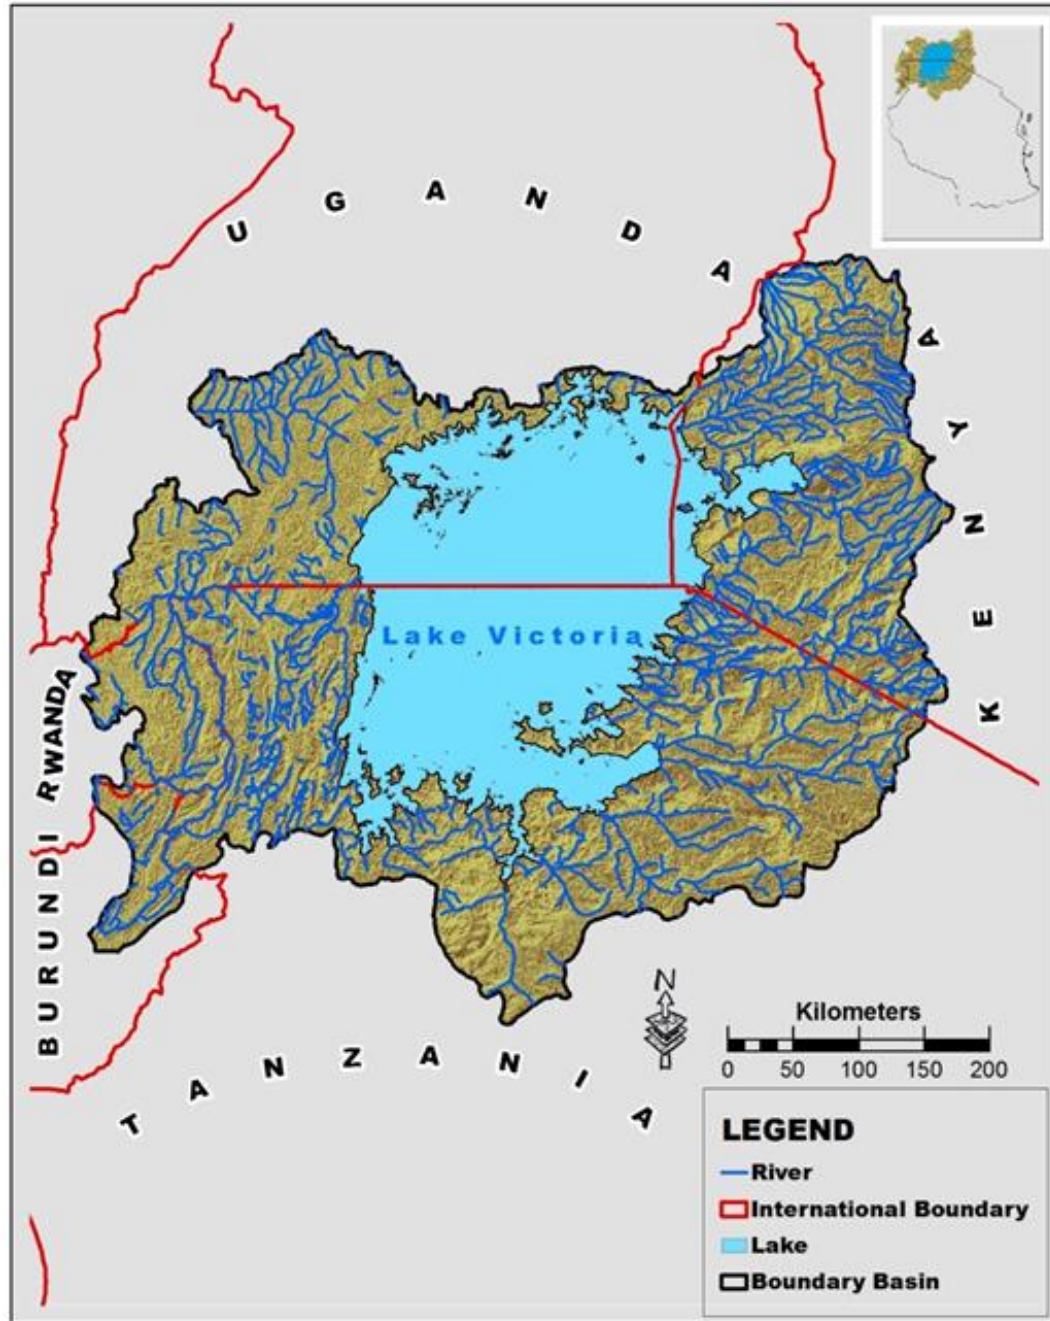 UGANDA
KENYA
Lake Victoria
RWANDA
BURUNDI
TANZANIA
N
Kilometers
0 50 100 150 200
LEGEND
River
International Boundary
Lake
Boundary Basin